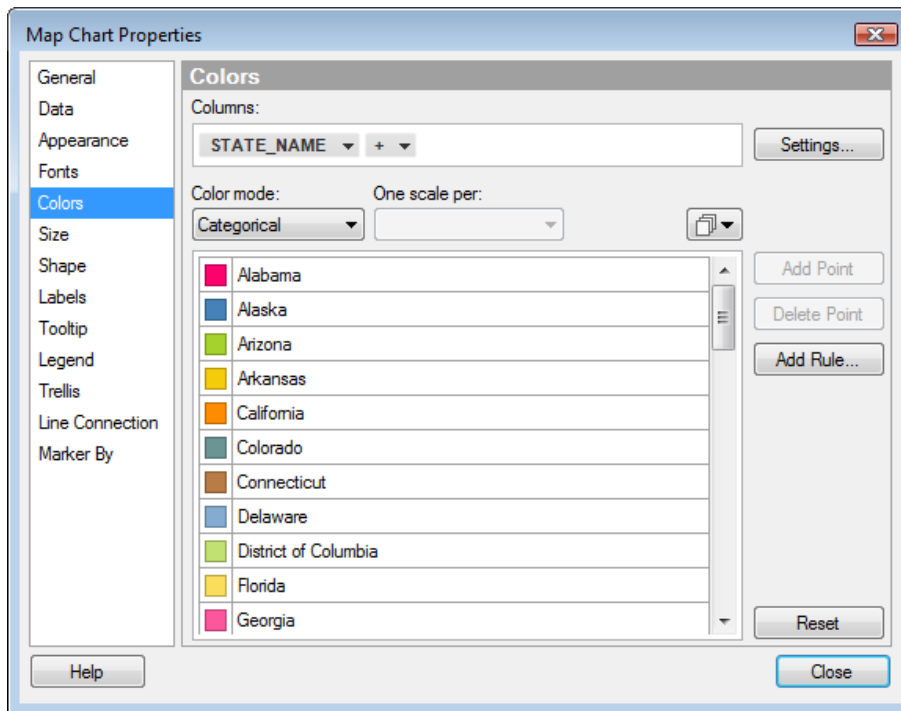 Map Chart Properties
General
Data
Appearance
Fonts
Colors
Size
Shape
Labels
Tooltip
Legend
Trellis
Line Connection
Marker By
Colors
Columns:
STATE_NAME +
Settings...
Color mode: One scale per:
Categorical
Alabama
Alaska
Arizona
Arkansas
California
Colorado
Connecticut
Delaware
District of Columbia
Florida
Georgia
Add Point
Delete Point
Add Rule...
Reset
Help
Close